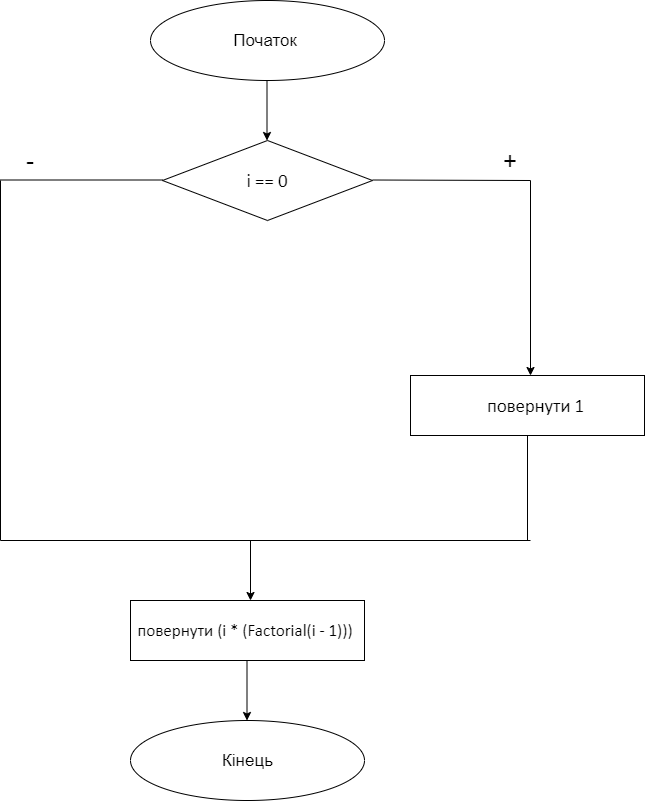 Початок
-
+
i == 0
повернути 1
повернути (i * (Factorial(i - 1)))
Кінець